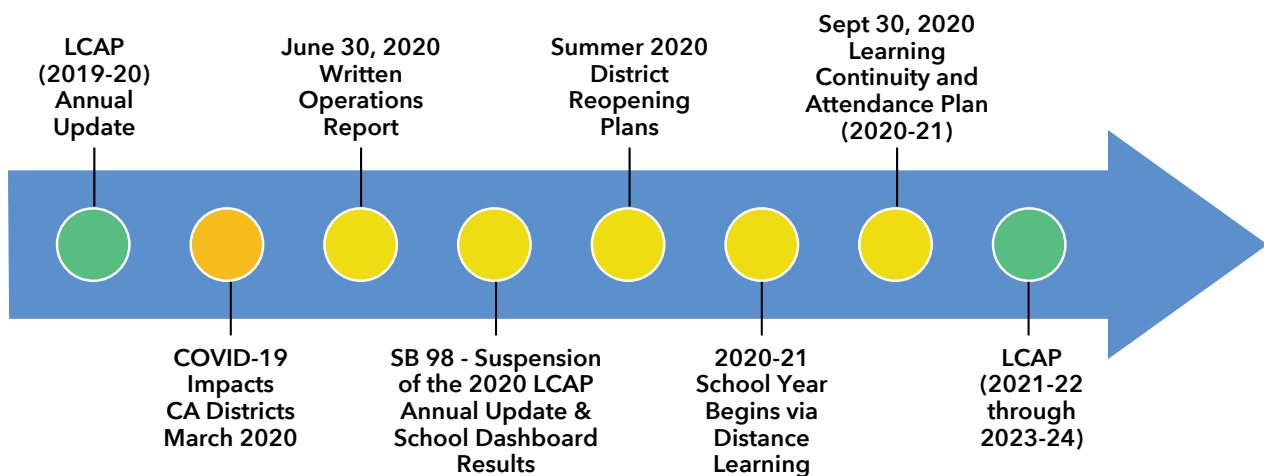 LCAP
(2019-20)
Annual
Update
COVID-19
Impacts
CA Districts
March 2020
June 30, 2020
Written
Operations
Report
SB 98 - Suspension
of the 2020 LCAP
Annual Update &
School Dashboard
Results
Summer 2020
District
Reopening
Plans
2020-21
School Year
Begins via
Distance
Learning
Sept 30, 2020
Learning
Continuity and
Attendance Plan
(2020-21)
LCAP
(2021-22
through
2023-24)